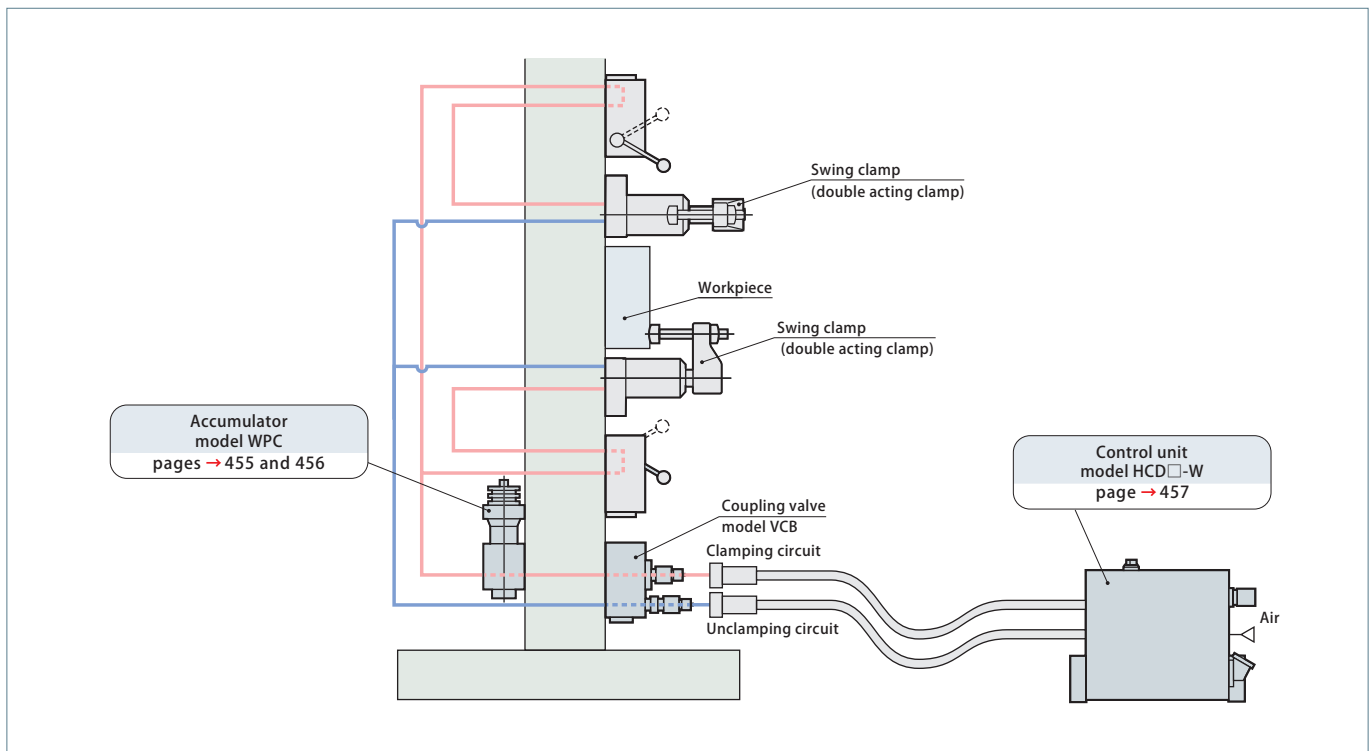 Swing clamp
(double acting clamp)
Workpiece
Swing clamp
(double acting clamp)
Accumulator
model WPC
pages → 455 and 456
Control unit
model HCD□-W
page → 457
Coupling valve
model VCB
Clamping circuit
Unclamping circuit
Air